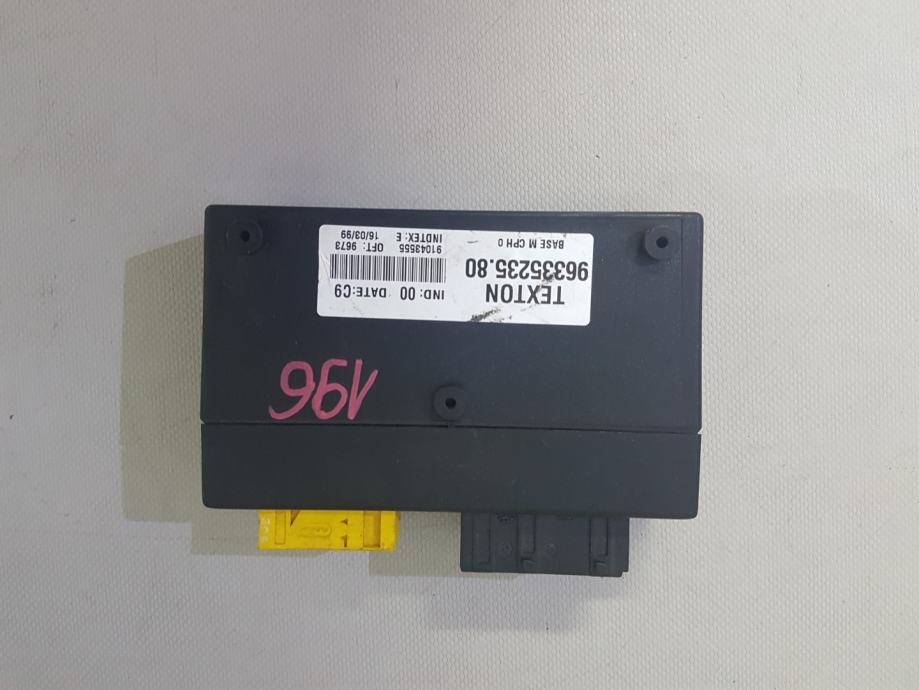 TEXTON IND: 00 DATE:C9
96335235.80
91043555 OFT: 9673
BASE M CPH 0 INDTEX: E 16/03/99
196